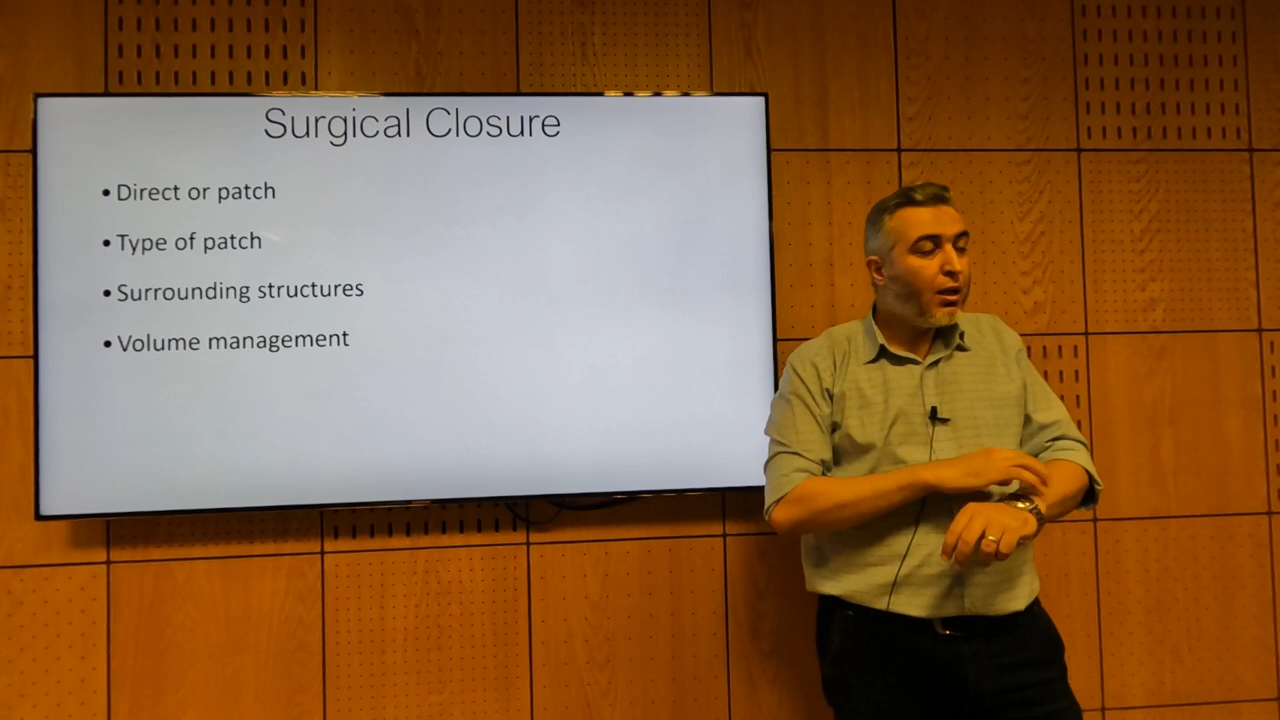 Surgical Closure
• Direct or patch
• Type of patch
• Surrounding structures
• Volume management